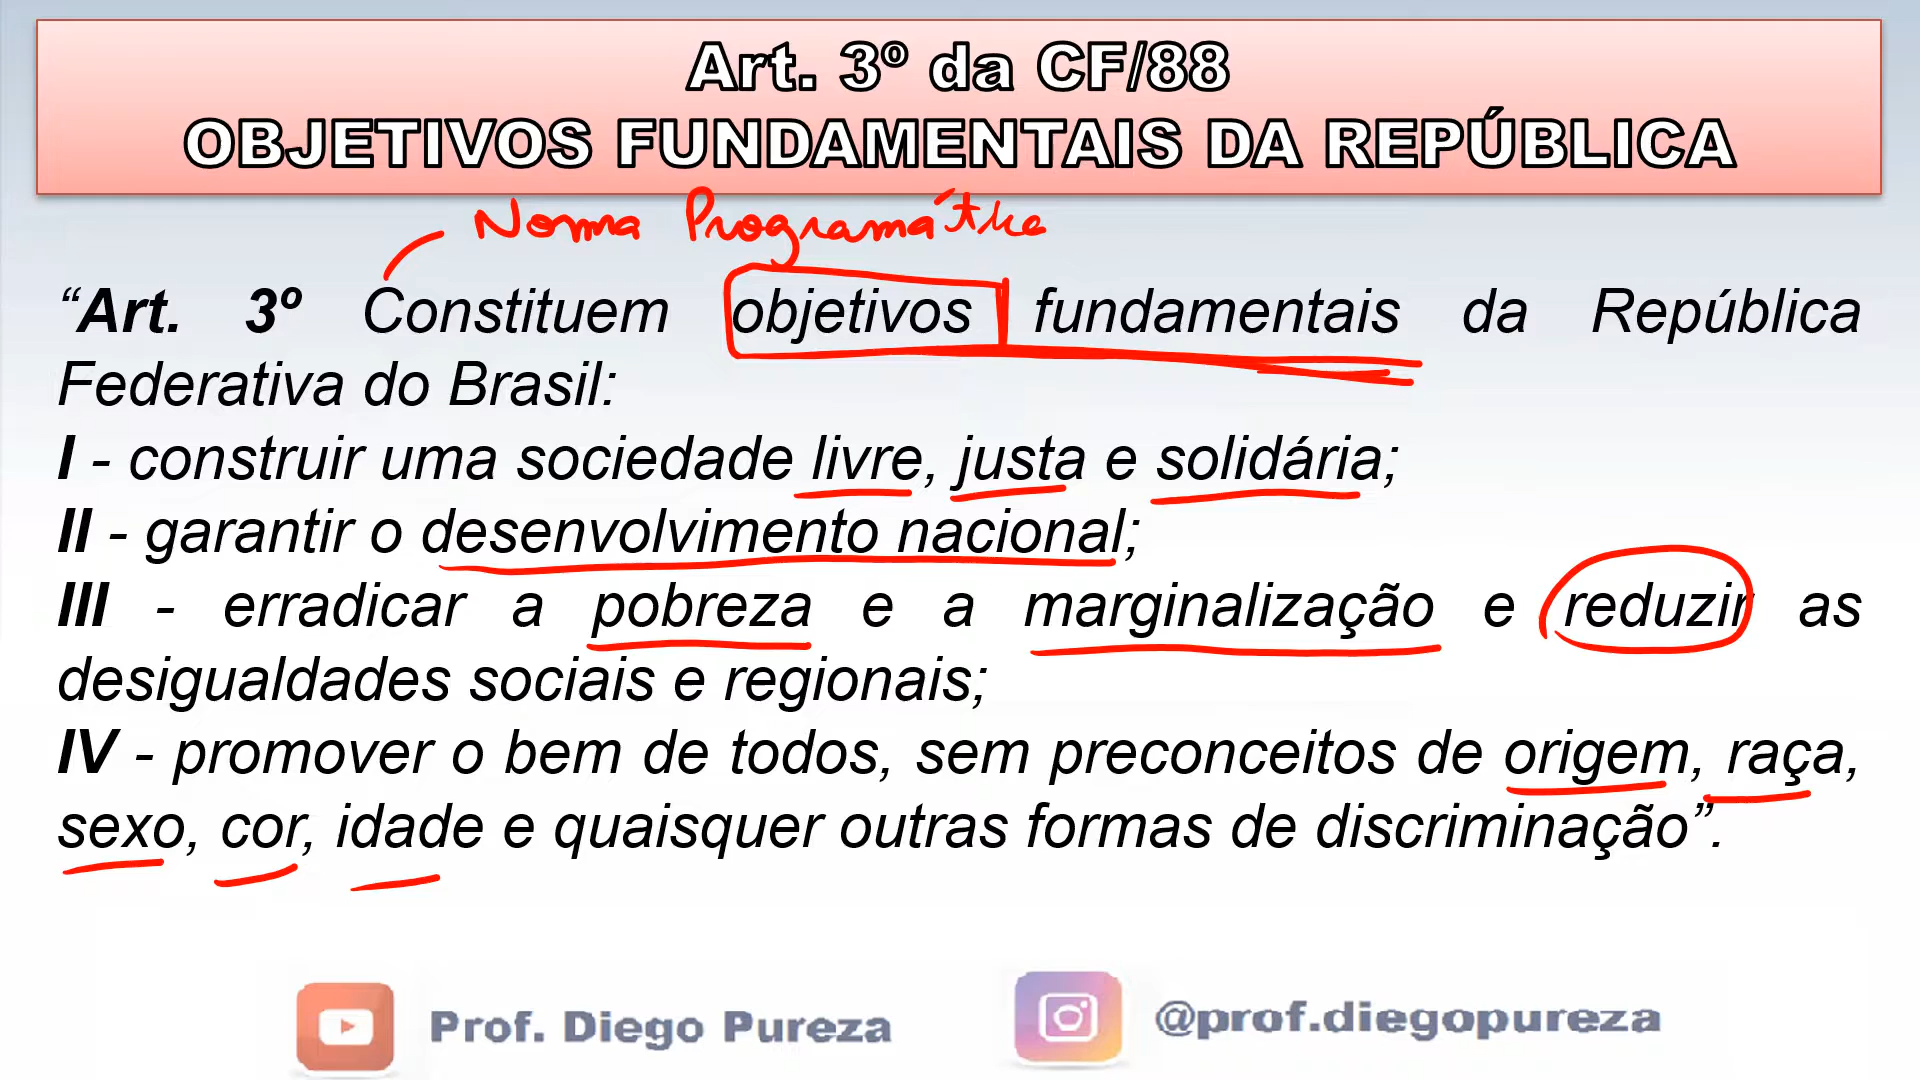 Art. 3º da CF/88
OBJETIVOS FUNDAMENTAIS DA REPÚBLICA
Norma Programática
“Art. 3º Constituem objetivos fundamentais da República
Federativa do Brasil:
I - construir uma sociedade livre, justa e solidária;
II - garantir o desenvolvimento nacional;
III - erradicar a pobreza e a marginalização e reduzir as
desigualdades sociais e regionais;
IV - promover o bem de todos, sem preconceitos de origem, raça,
sexo, cor, idade e quaisquer outras formas de discriminação”.
Prof. Diego Pureza
@prof.diegopureza